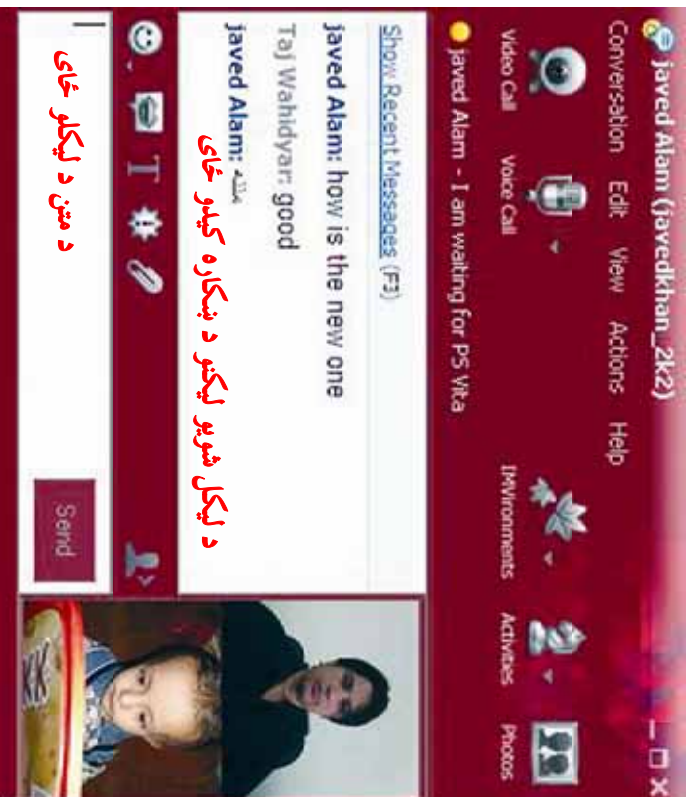 javed Alam (javedkhan_2k2)
Conversation Edit View Actions Help
Video Call Voice Call IMVironments Activities Photos
javed Alam - I am waiting for PS Vita
Show Recent Messages (F3)
javed Alam: how is the new one
Taj Wahidyar: good
javed Alam: مننه
د لیکل شویو لیکنو د ښکاره کیدو ځای
د متن د لیکلو ځای
Send